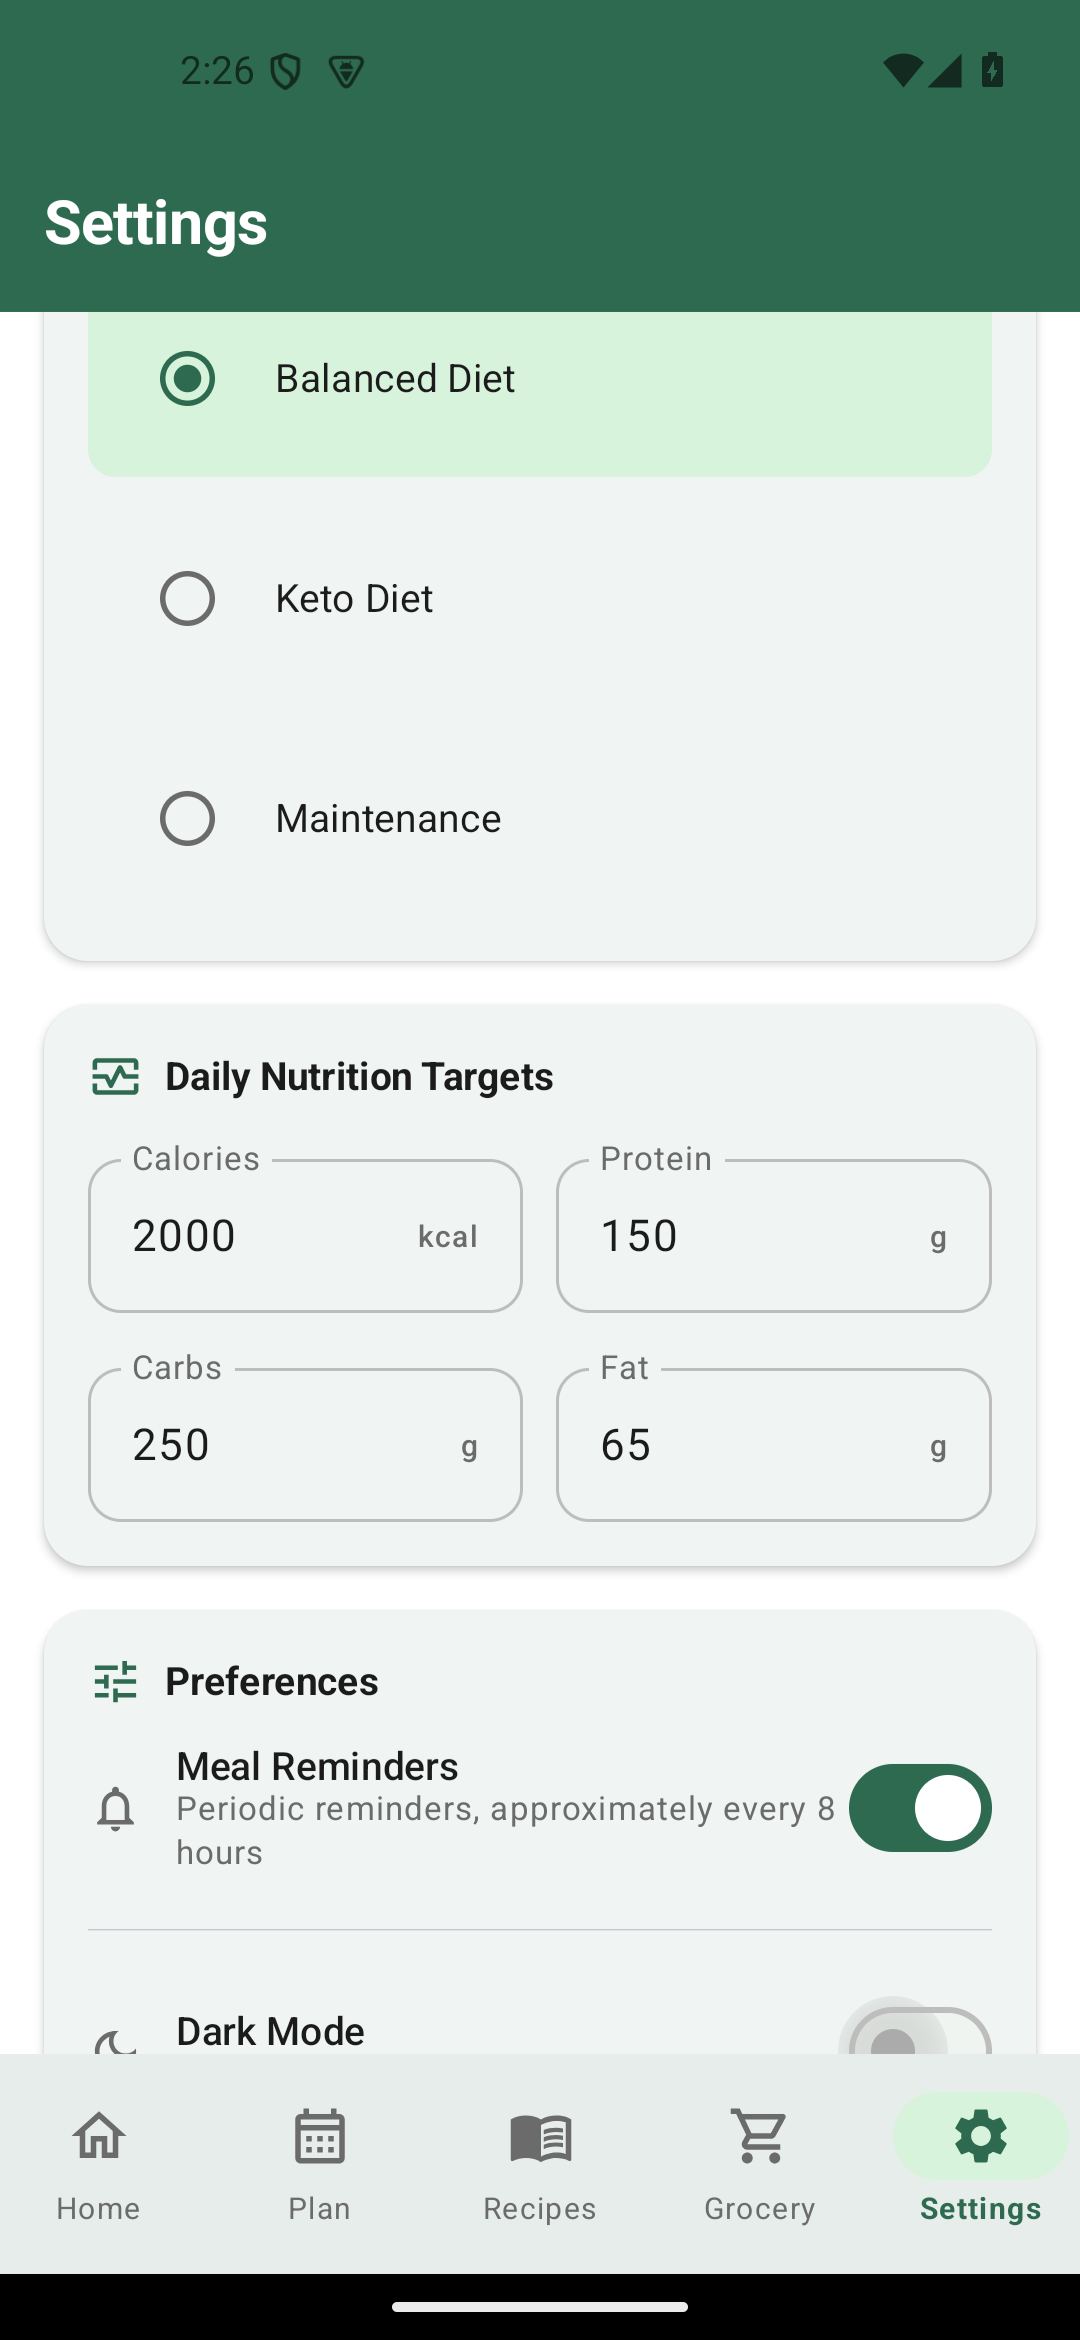 2:26
Settings
Balanced Diet
Keto Diet
Maintenance
Daily Nutrition Targets
Calories
Protein
2000 kcal
150 g
Carbs
Fat
250 g
65 g
Preferences
Meal Reminders
Periodic reminders, approximately every 8
hours
Dark Mode
Home
Plan
Recipes
Grocery
Settings